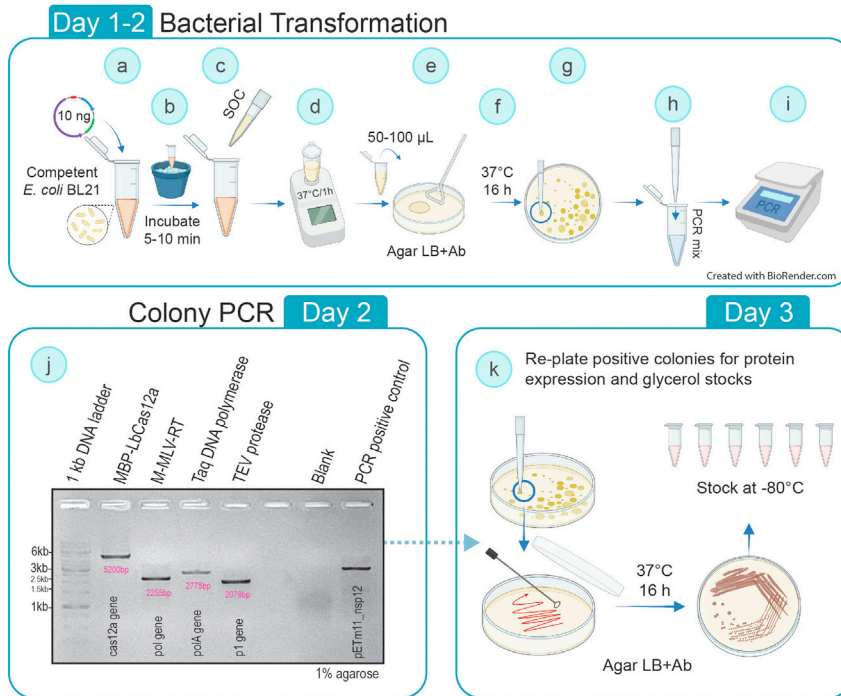 Day 1-2 Bacterial Transformation
a
b
c
d
e
f
g
h
i
10 ng
Competent
E. coli BL21
Incubate
5-10 min
SOC
37°C/1h
50-100 µL
Agar LB+Ab
37°C
16 h
PCR mix
PCR
Created with BioRender.com
Colony PCR Day 2
j
1 kb DNA ladder
MBP-LbCas12a
M-MLV-RT
Taq DNA polymerase
TEV protease
Blank
PCR positive control
6kb
3kb
2.5kb
1.5kb
1kb
5200bp
2255bp
2775bp
2079bp
cas12a gene
pol gene
polA gene
p1 gene
pETm11_nsp12
1% agarose
Day 3
k
Re-plate positive colonies for protein
expression and glycerol stocks
Stock at -80°C
37°C
16 h
Agar LB+Ab